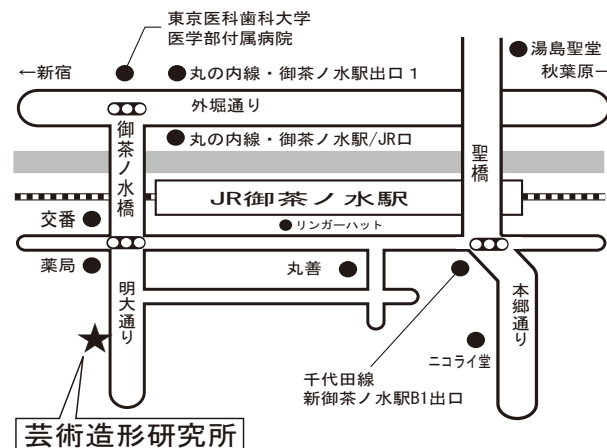 東京医科歯科大学
医学部付属病院
←新宿
丸の内線・御茶ノ水駅出口1
湯島聖堂
秋葉原→
外堀通り
御茶ノ水橋
丸の内線・御茶ノ水駅/JR口
聖橋
JR御茶ノ水駅
交番
リンガーハット
薬局
丸善
明大通り
本郷通り
ニコライ堂
千代田線
新御茶ノ水駅B1出口
芸術造形研究所